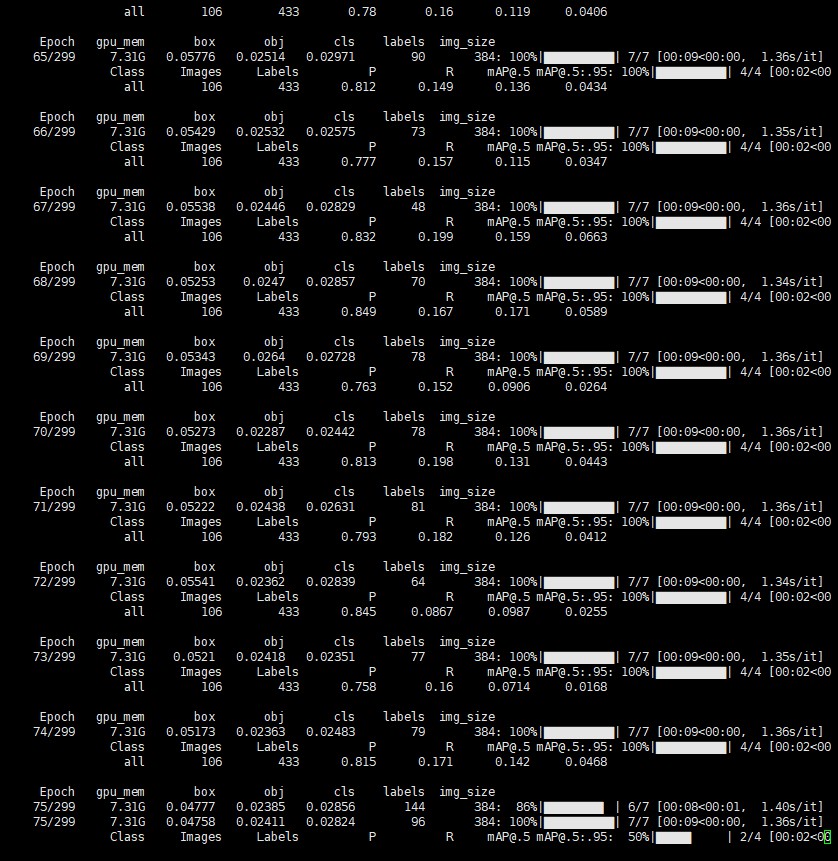 all 106 433 0.78 0.16 0.119 0.0406
Epoch gpu_mem box obj cls labels img_size
65/299 7.31G 0.05776 0.02514 0.02971 90 384: 100%|██████████| 7/7 [00:09<00:00, 1.36s/it]
Class Images Labels P R mAP@.5 mAP@.5:.95: 100%|██████████| 4/4 [00:02<00
all 106 433 0.812 0.149 0.136 0.0434
Epoch gpu_mem box obj cls labels img_size
66/299 7.31G 0.05429 0.02532 0.02575 73 384: 100%|██████████| 7/7 [00:09<00:00, 1.35s/it]
Class Images Labels P R mAP@.5 mAP@.5:.95: 100%|██████████| 4/4 [00:02<00
all 106 433 0.777 0.157 0.115 0.0347
Epoch gpu_mem box obj cls labels img_size
67/299 7.31G 0.05538 0.02446 0.02829 48 384: 100%|██████████| 7/7 [00:09<00:00, 1.36s/it]
Class Images Labels P R mAP@.5 mAP@.5:.95: 100%|██████████| 4/4 [00:02<00
all 106 433 0.832 0.199 0.159 0.0663
Epoch gpu_mem box obj cls labels img_size
68/299 7.31G 0.05253 0.0247 0.02857 70 384: 100%|██████████| 7/7 [00:09<00:00, 1.34s/it]
Class Images Labels P R mAP@.5 mAP@.5:.95: 100%|██████████| 4/4 [00:02<00
all 106 433 0.849 0.167 0.171 0.0589
Epoch gpu_mem box obj cls labels img_size
69/299 7.31G 0.05343 0.0264 0.02728 78 384: 100%|██████████| 7/7 [00:09<00:00, 1.36s/it]
Class Images Labels P R mAP@.5 mAP@.5:.95: 100%|██████████| 4/4 [00:02<00
all 106 433 0.763 0.152 0.0906 0.0264
Epoch gpu_mem box obj cls labels img_size
70/299 7.31G 0.05273 0.02287 0.02442 78 384: 100%|██████████| 7/7 [00:09<00:00, 1.36s/it]
Class Images Labels P R mAP@.5 mAP@.5:.95: 100%|██████████| 4/4 [00:02<00
all 106 433 0.813 0.198 0.131 0.0443
Epoch gpu_mem box obj cls labels img_size
71/299 7.31G 0.05222 0.02438 0.02631 81 384: 100%|██████████| 7/7 [00:09<00:00, 1.36s/it]
Class Images Labels P R mAP@.5 mAP@.5:.95: 100%|██████████| 4/4 [00:02<00
all 106 433 0.793 0.182 0.126 0.0412
Epoch gpu_mem box obj cls labels img_size
72/299 7.31G 0.05541 0.02362 0.02839 64 384: 100%|██████████| 7/7 [00:09<00:00, 1.34s/it]
Class Images Labels P R mAP@.5 mAP@.5:.95: 100%|██████████| 4/4 [00:02<00
all 106 433 0.845 0.0867 0.0987 0.0255
Epoch gpu_mem box obj cls labels img_size
73/299 7.31G 0.0521 0.02418 0.02351 77 384: 100%|██████████| 7/7 [00:09<00:00, 1.35s/it]
Class Images Labels P R mAP@.5 mAP@.5:.95: 100%|██████████| 4/4 [00:02<00
all 106 433 0.758 0.16 0.0714 0.0168
Epoch gpu_mem box obj cls labels img_size
74/299 7.31G 0.05173 0.02363 0.02483 79 384: 100%|██████████| 7/7 [00:09<00:00, 1.36s/it]
Class Images Labels P R mAP@.5 mAP@.5:.95: 100%|██████████| 4/4 [00:02<00
all 106 433 0.815 0.171 0.142 0.0468
Epoch gpu_mem box obj cls labels img_size
75/299 7.31G 0.04777 0.02385 0.02856 144 384: 86%|████████▌ | 6/7 [00:08<00:01, 1.40s/it]
75/299 7.31G 0.04758 0.02411 0.02824 96 384: 100%|██████████| 7/7 [00:09<00:00, 1.36s/it]
Class Images Labels P R mAP@.5 mAP@.5:.95: 50%|█████ | 2/4 [00:02<00